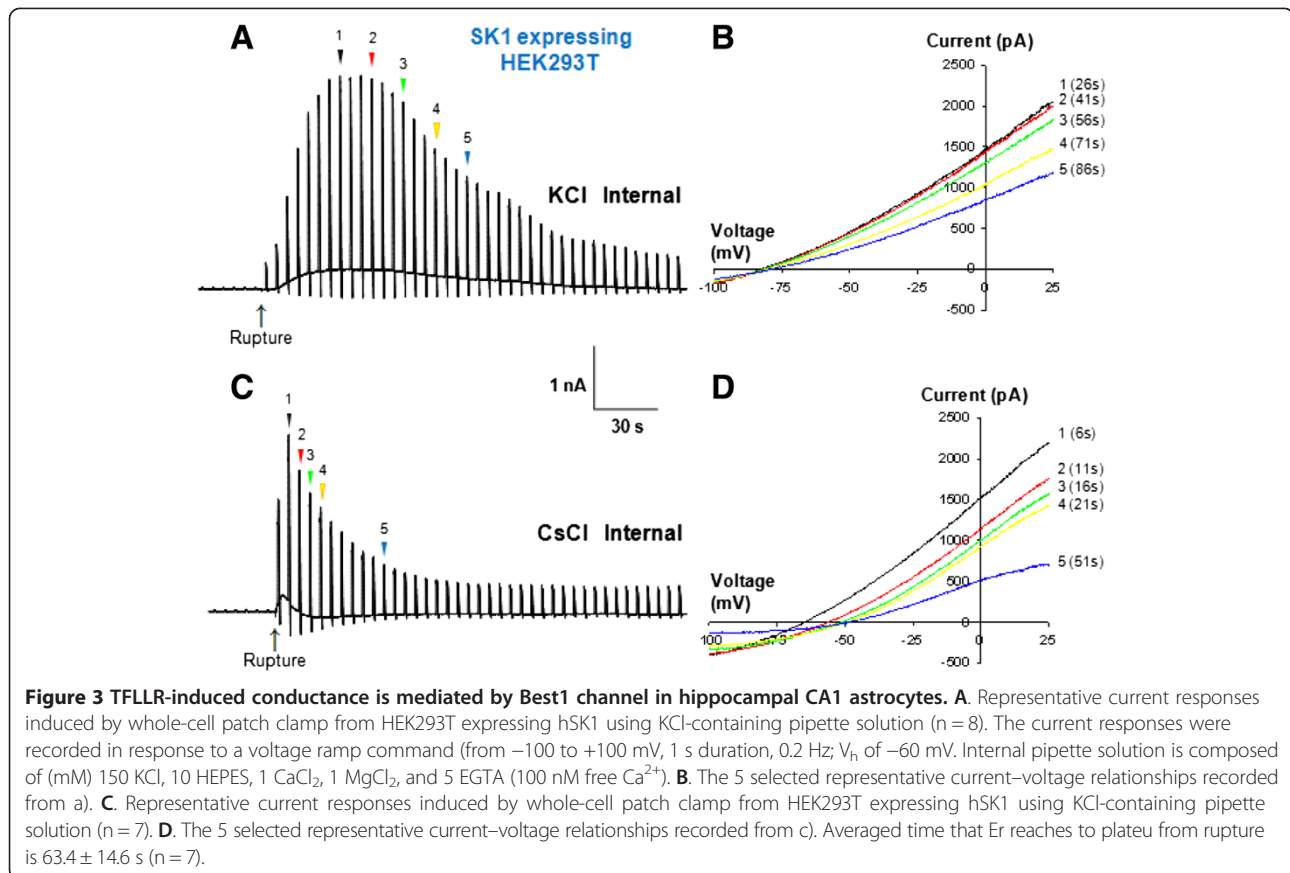 A
SK1 expressing
HEK293T
1
2
3
4
5
KCl Internal
Rupture
B
Current (pA)
2500
2000
1500
1000
500
0
-500
1 (26s)
2 (41s)
3 (56s)
4 (71s)
5 (86s)
Voltage
(mV)
-100
-75
-50
-25
0
25
1 nA
30 s
C
1
2
3
4
5
CsCl Internal
Rupture
D
Current (pA)
2500
2000
1500
1000
500
0
-500
1 (6s)
2 (11s)
3 (16s)
4 (21s)
5 (51s)
Voltage
(mV)
100
-75
-50
-25
0
25
Figure 3 TFLLR-induced conductance is mediated by Best1 channel in hippocampal CA1 astrocytes. A. Representative current responses
induced by whole-cell patch clamp from HEK293T expressing hSK1 using KCl-containing pipette solution (n = 8). The current responses were
recorded in response to a voltage ramp command (from −100 to +100 mV, 1 s duration, 0.2 Hz; Vh of −60 mV. Internal pipette solution is composed
of (mM) 150 KCl, 10 HEPES, 1 CaCl2, 1 MgCl2, and 5 EGTA (100 nM free Ca2+). B. The 5 selected representative current–voltage relationships recorded
from a). C. Representative current responses induced by whole-cell patch clamp from HEK293T expressing hSK1 using KCl-containing pipette
solution (n = 7). D. The 5 selected representative current–voltage relationships recorded from c). Averaged time that Er reaches to plateu from rupture
is 63.4 ± 14.6 s (n = 7).